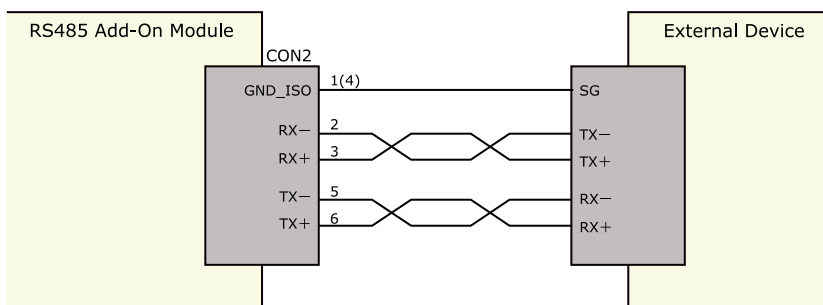 RS485 Add-On Module
External Device
CON2
GND_ISO 1(4) SG
RX− 2 TX−
RX+ 3 TX+
TX− 5 RX−
TX+ 6 RX+